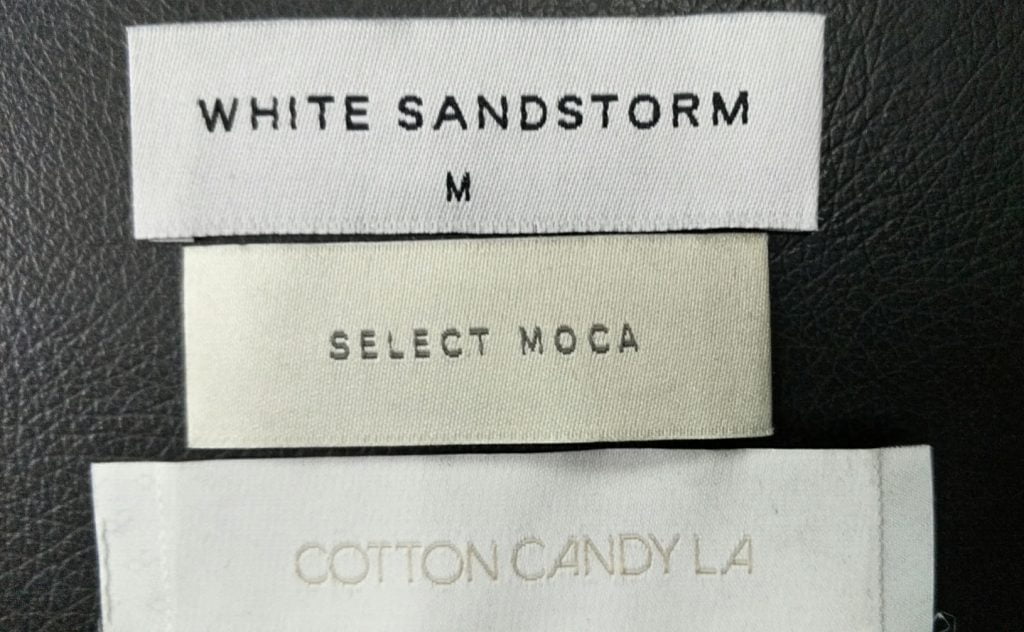 WHITE SANDSTORM
M
SELECT MOCA
COTTON CANDY LA